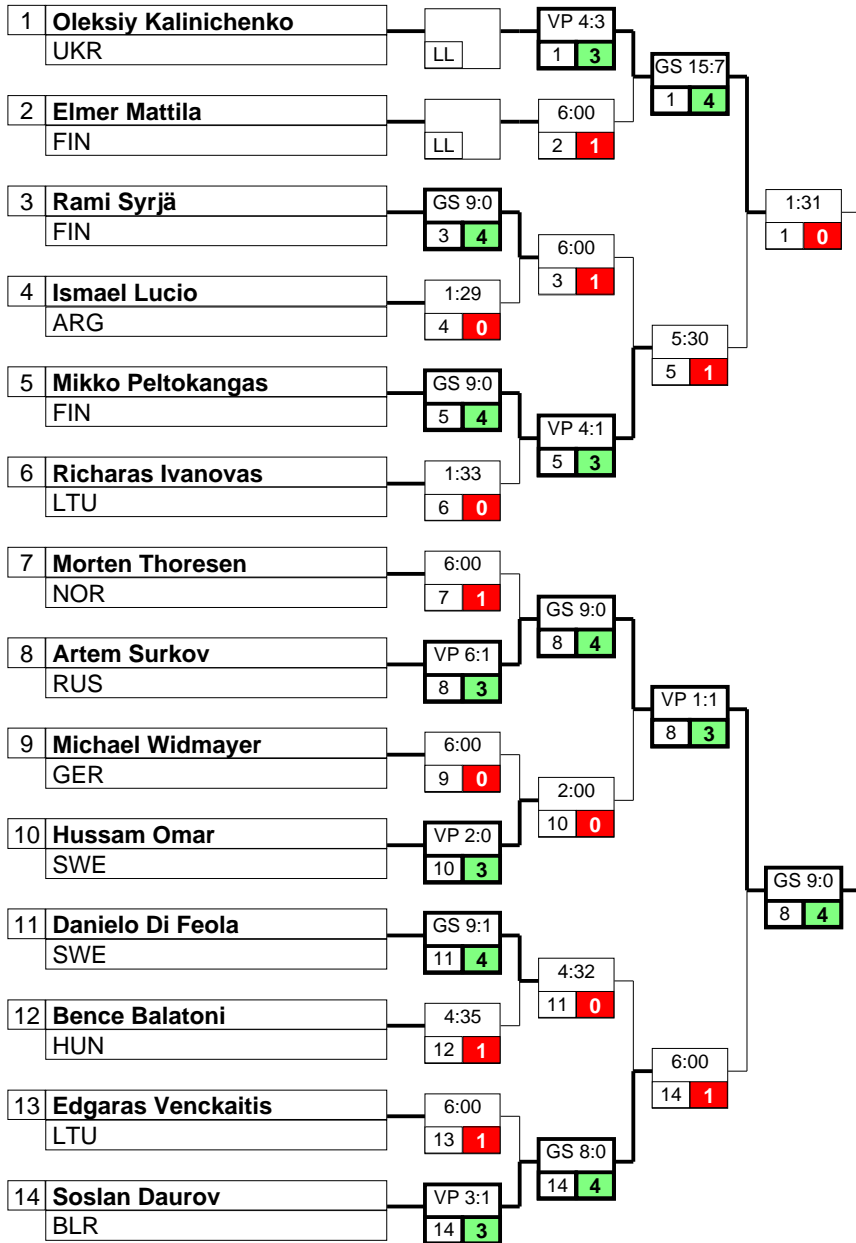 1 Oleksiy Kalinichenko
UKR
LL
VP 4:3
1 3
GS 15:7
1 4
2 Elmer Mattila
FIN
LL
6:00
2 1
3 Rami Syrjä
FIN
GS 9:0
3 4
6:00
3 1
1:31
1 0
4 Ismael Lucio
ARG
1:29
4 0
5:30
5 1
5 Mikko Peltokangas
FIN
GS 9:0
5 4
VP 4:1
5 3
6 Richaras Ivanovas
LTU
1:33
6 0
7 Morten Thoresen
NOR
6:00
7 1
GS 9:0
8 4
8 Artem Surkov
RUS
VP 6:1
8 3
VP 1:1
8 3
9 Michael Widmayer
GER
6:00
9 0
2:00
10 0
10 Hussam Omar
SWE
VP 2:0
10 3
GS 9:0
8 4
11 Danielo Di Feola
SWE
GS 9:1
11 4
4:32
11 0
12 Bence Balatoni
HUN
4:35
12 1
6:00
14 1
13 Edgaras Venckaitis
LTU
6:00
13 1
GS 8:0
14 4
14 Soslan Daurov
BLR
VP 3:1
14 3